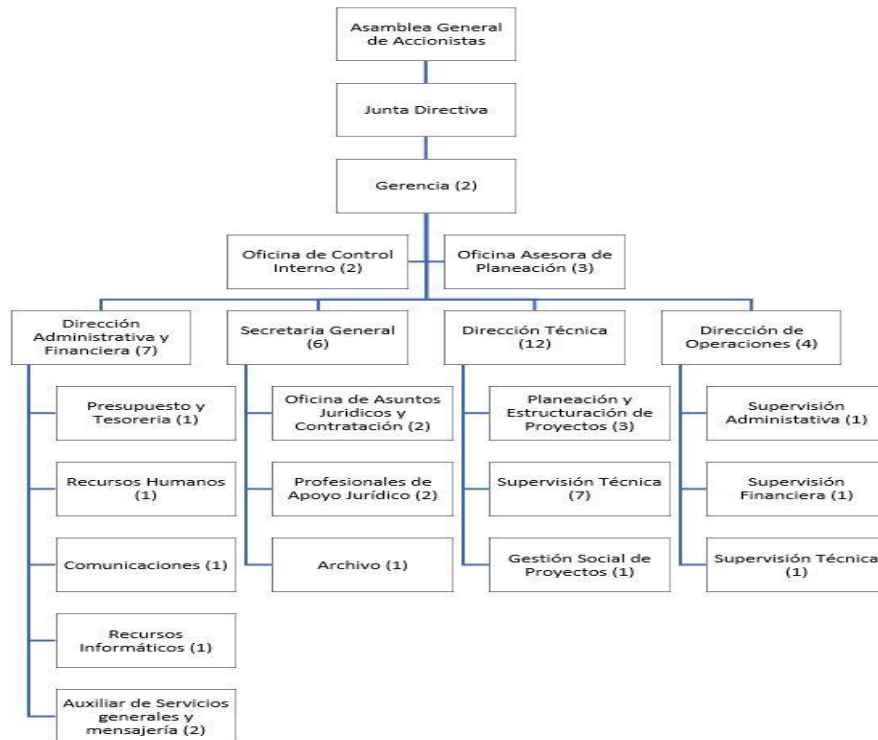 Asamblea General
de Accionistas
Junta Directiva
Gerencia (2)
Oficina de Control
Interno (2)
Oficina Asesora de
Planeación (3)
Dirección
Administrativa y
Financiera (7)
Secretaria General
(6)
Dirección Técnica
(12)
Dirección de
Operaciones (4)
Presupuesto y
Tesoreria (1)
Recursos Humanos
(1)
Comunicaciones (1)
Recursos
Informáticos (1)
Auxiliar de Servicios
generales y
mensajería (2)
Oficina de Asuntos
Juridicos y
Contratación (2)
Profesionales de
Apoyo Jurídico (2)
Archivo (1)
Planeación y
Estructuración de
Proyectos (3)
Supervisión Técnica
(7)
Gestión Social de
Proyectos (1)
Supervisión
Administativa (1)
Supervisión
Financiera (1)
Supervisión Técnica
(1)